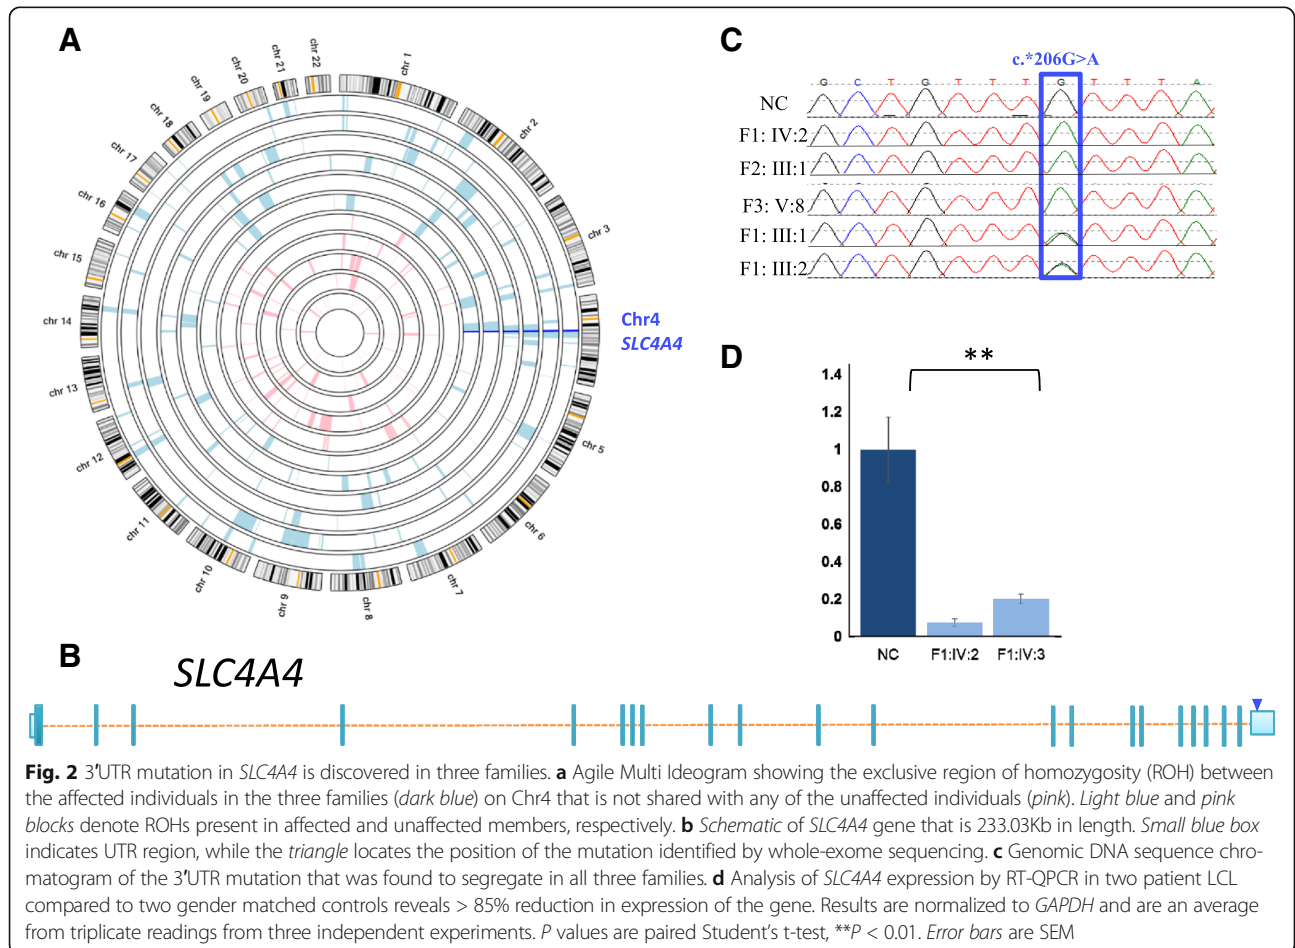 A
chr 1
chr 2
chr 3
Chr4
SLC4A4
chr 5
chr 6
chr 7
chr 8
chr 9
chr 10
chr 11
chr 12
chr 13
chr 14
chr 15
chr 16
chr 17
chr 18
chr 19
chr 20
chr 21
chr 22
C
c.*206G>A
G C T G T T T G T T T A
NC
F1: IV:2
F2: III:1
F3: V:8
F1: III:1
F1: III:2
D
**
1.4
1.2
1
0.8
0.6
0.4
0.2
0
NC F1:IV:2 F1:IV:3
B
SLC4A4
Fig. 2 3′UTR mutation in SLC4A4 is discovered in three families. a Agile Multi Ideogram showing the exclusive region of homozygosity (ROH) between
the affected individuals in the three families (dark blue) on Chr4 that is not shared with any of the unaffected individuals (pink). Light blue and pink
blocks denote ROHs present in affected and unaffected members, respectively. b Schematic of SLC4A4 gene that is 233.03Kb in length. Small blue box
indicates UTR region, while the triangle locates the position of the mutation identified by whole-exome sequencing. c Genomic DNA sequence chro-
matogram of the 3′UTR mutation that was found to segregate in all three families. d Analysis of SLC4A4 expression by RT-QPCR in two patient LCL
compared to two gender matched controls reveals > 85% reduction in expression of the gene. Results are normalized to GAPDH and are an average
from triplicate readings from three independent experiments. P values are paired Student's t-test, **P < 0.01. Error bars are SEM